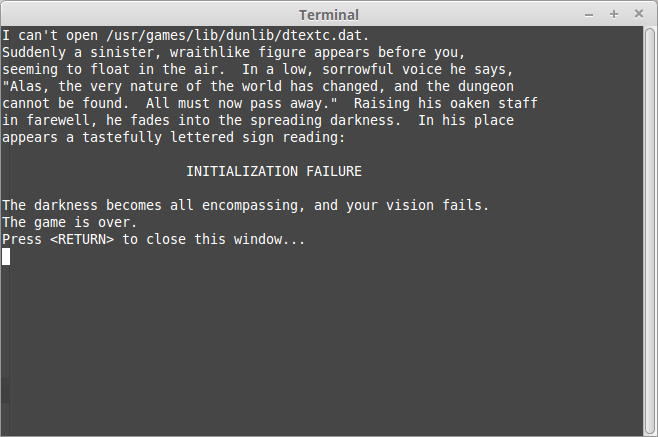 Terminal
I can't open /usr/games/lib/dunlib/dtextc.dat.
Suddenly a sinister, wraithlike figure appears before you,
seeming to float in the air.  In a low, sorrowful voice he says,
"Alas, the very nature of the world has changed, and the dungeon
cannot be found.  All must now pass away."  Raising his oaken staff
in farewell, he fades into the spreading darkness.  In his place
appears a tastefully lettered sign reading:
INITIALIZATION FAILURE
The darkness becomes all encompassing, and your vision fails.
The game is over.
Press <RETURN> to close this window...